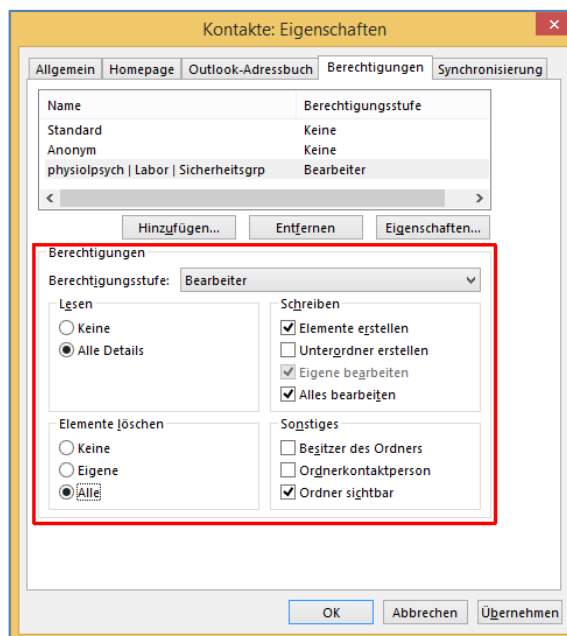 Kontakte: Eigenschaften
Allgemein Homepage Outlook-Adressbuch Berechtigungen Synchronisierung
Name Berechtigungsstufe
Standard Keine
Anonym Keine
physiolpsych | Labor | Sicherheitsgrp Bearbeiter
Hinzufügen... Entfernen Eigenschaften...
Berechtigungen
Berechtigungsstufe: Bearbeiter
Lesen Schreiben
Keine Elemente erstellen
Alle Details Unterordner erstellen
Eigene bearbeiten
Alles bearbeiten
Elemente löschen Sonstiges
Keine Besitzer des Ordners
Eigene Ordnerkontaktperson
Alle Ordner sichtbar
OK Abbrechen Übernehmen